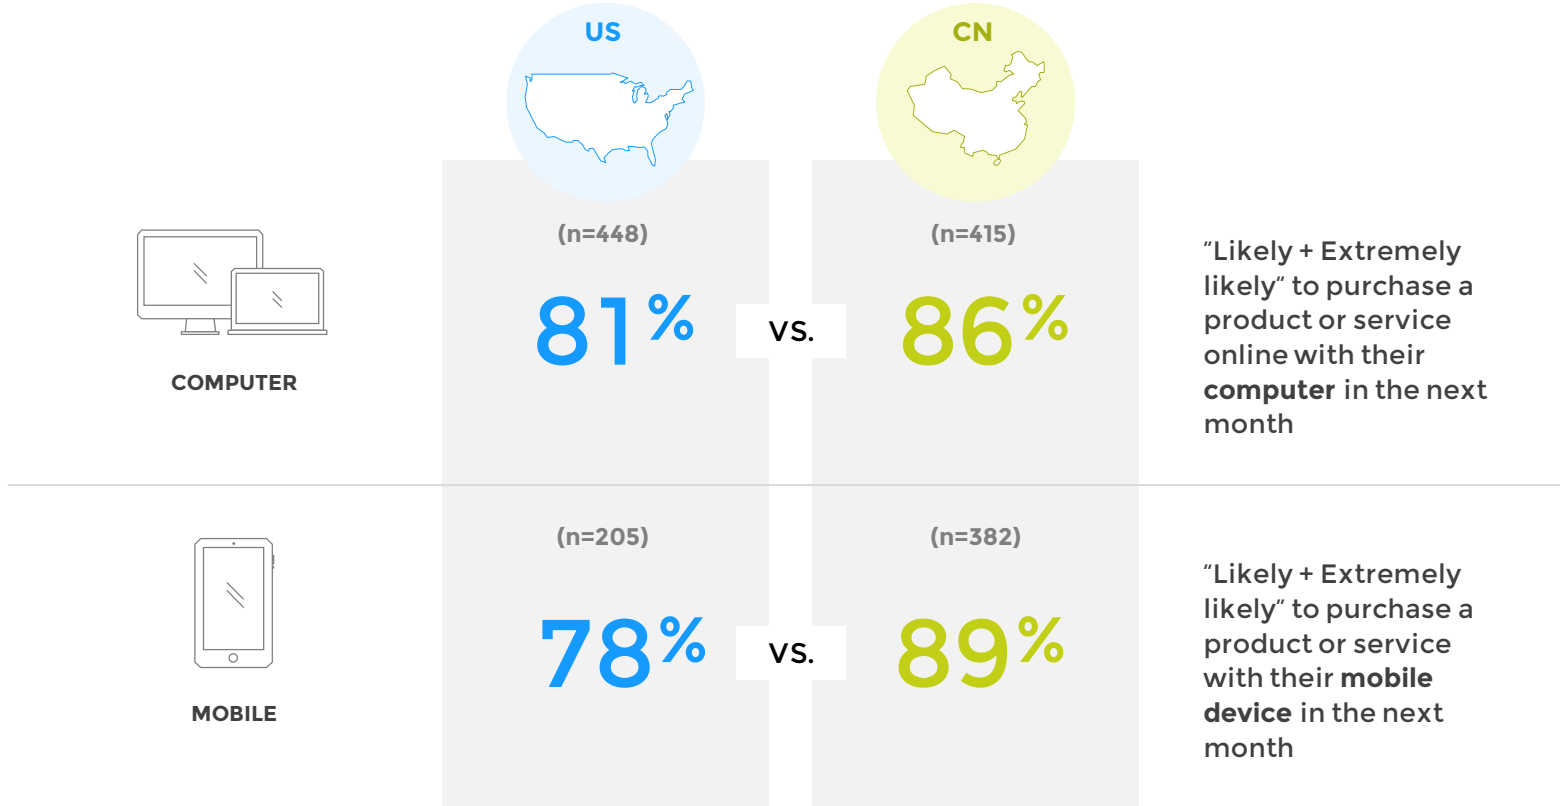 US
CN
(n=448)
(n=415)
81%
VS.
86%
COMPUTER
"Likely + Extremely
likely" to purchase a
product or service
online with their
computer in the next
month
(n=205)
(n=382)
78%
VS.
89%
MOBILE
"Likely + Extremely
likely" to purchase a
product or service
with their mobile
device in the next
month